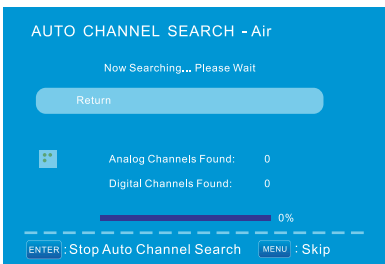 AUTO CHANNEL SEARCH - Air
Now Searching... Please Wait
Return
Analog Channels Found: 0
Digital Channels Found: 0
0%
ENTER : Stop Auto Channel Search MENU : Skip